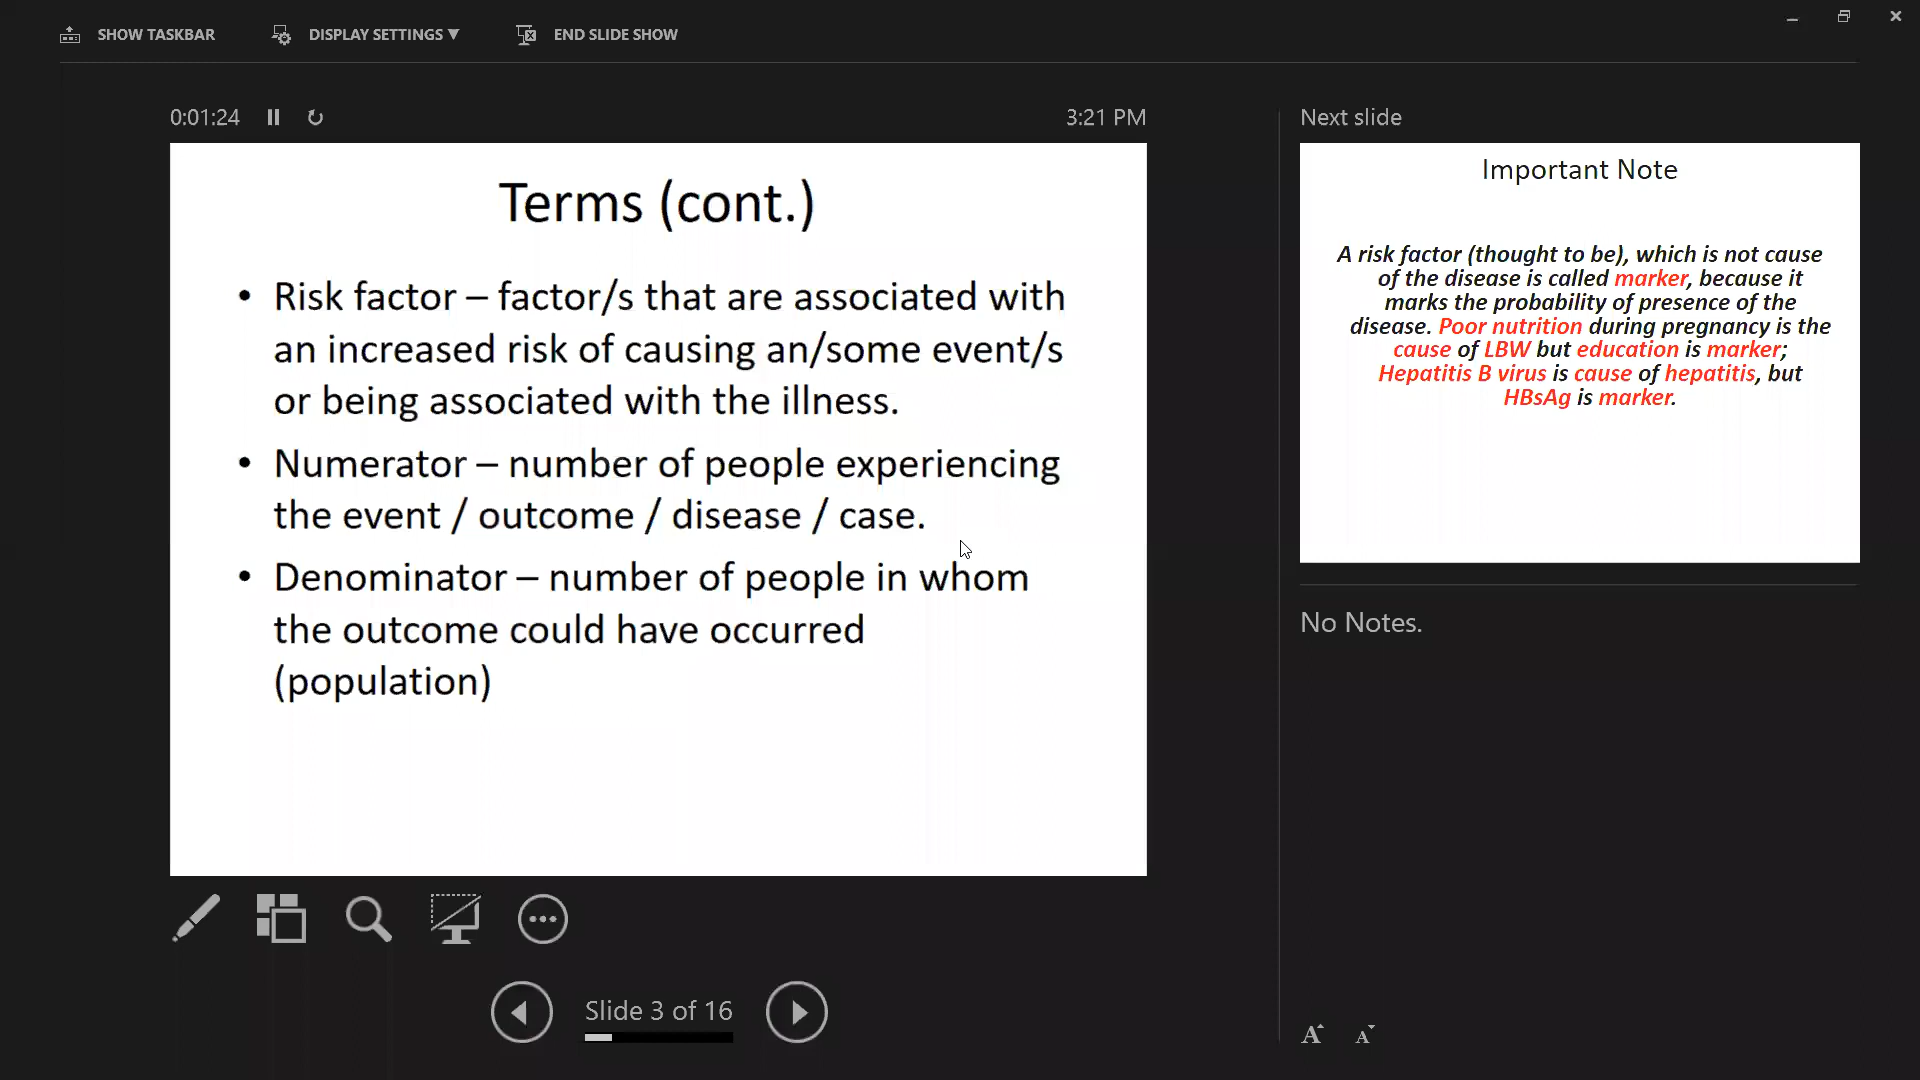 SHOW TASKBAR
DISPLAY SETTINGS ▼
END SLIDE SHOW
0:01:24
3:21 PM
Terms (cont.)
• Risk factor – factor/s that are associated with
an increased risk of causing an/some event/s
or being associated with the illness.
• Numerator – number of people experiencing
the event / outcome / disease / case.
• Denominator – number of people in whom
the outcome could have occurred
(population)
Slide 3 of 16
Next slide
Important Note
A risk factor (thought to be), which is not cause
of the disease is called marker, because it
marks the probability of presence of the
disease. Poor nutrition during pregnancy is the
cause of LBW but education is marker;
Hepatitis B virus is cause of hepatitis, but
HBsAg is marker.
No Notes.
A A